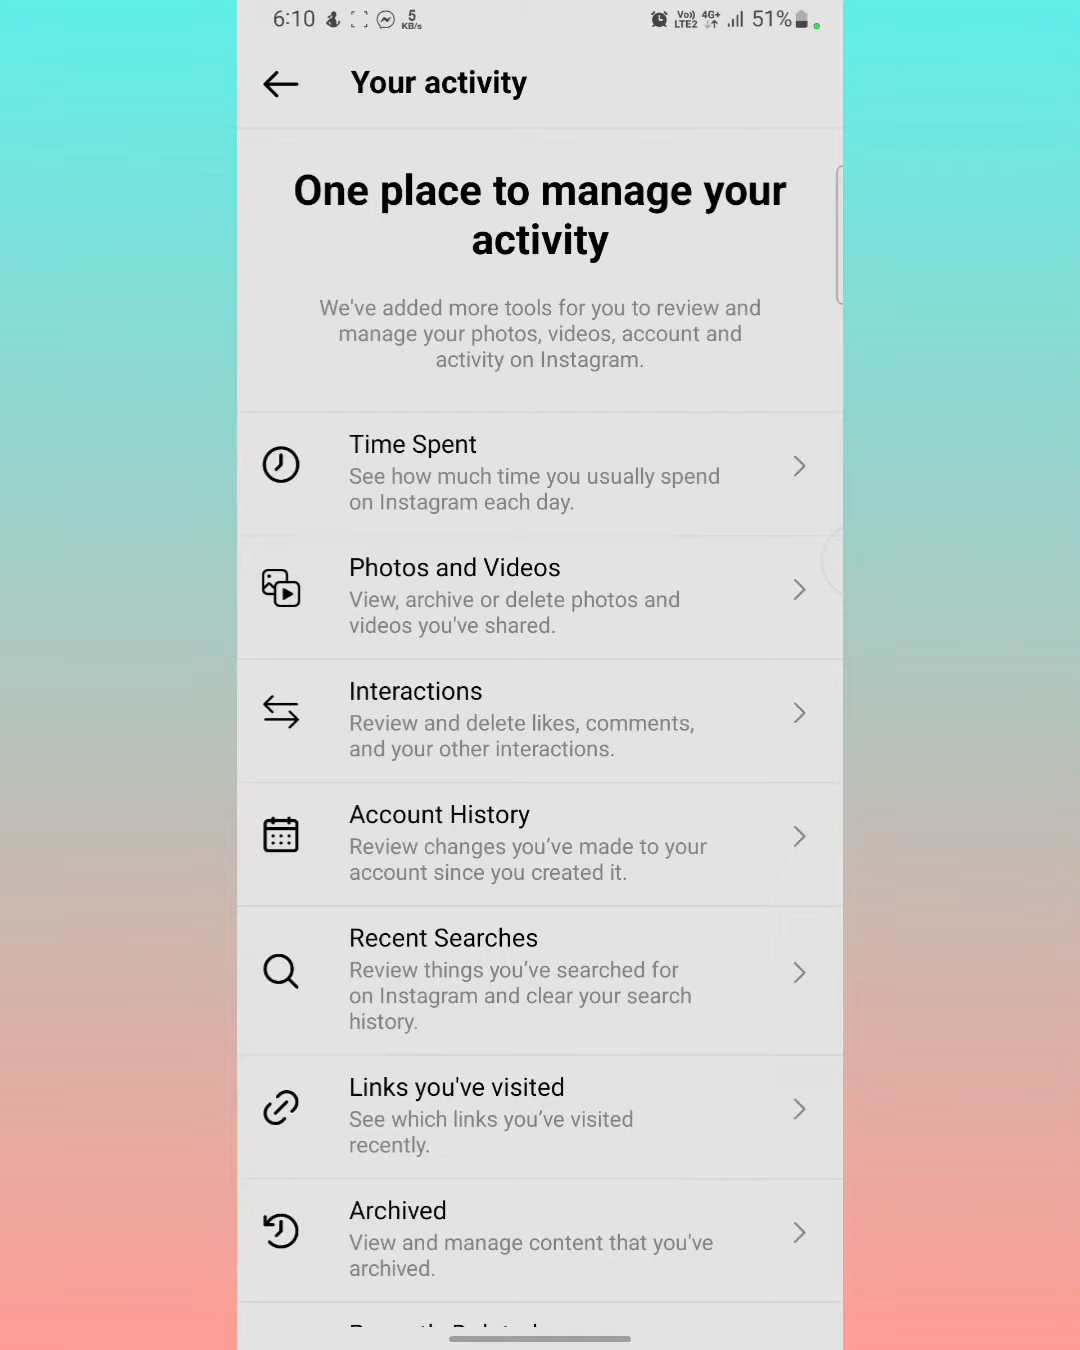 6:10
5
KB/s
Vo))
LTE2
4G+
51%
Your activity
One place to manage your
activity
We've added more tools for you to review and
manage your photos, videos, account and
activity on Instagram.
Time Spent
See how much time you usually spend
on Instagram each day.
Photos and Videos
View, archive or delete photos and
videos you've shared.
Interactions
Review and delete likes, comments,
and your other interactions.
Account History
Review changes you’ve made to your
account since you created it.
Recent Searches
Review things you’ve searched for
on Instagram and clear your search
history.
Links you've visited
See which links you’ve visited
recently.
Archived
View and manage content that you've
archived.